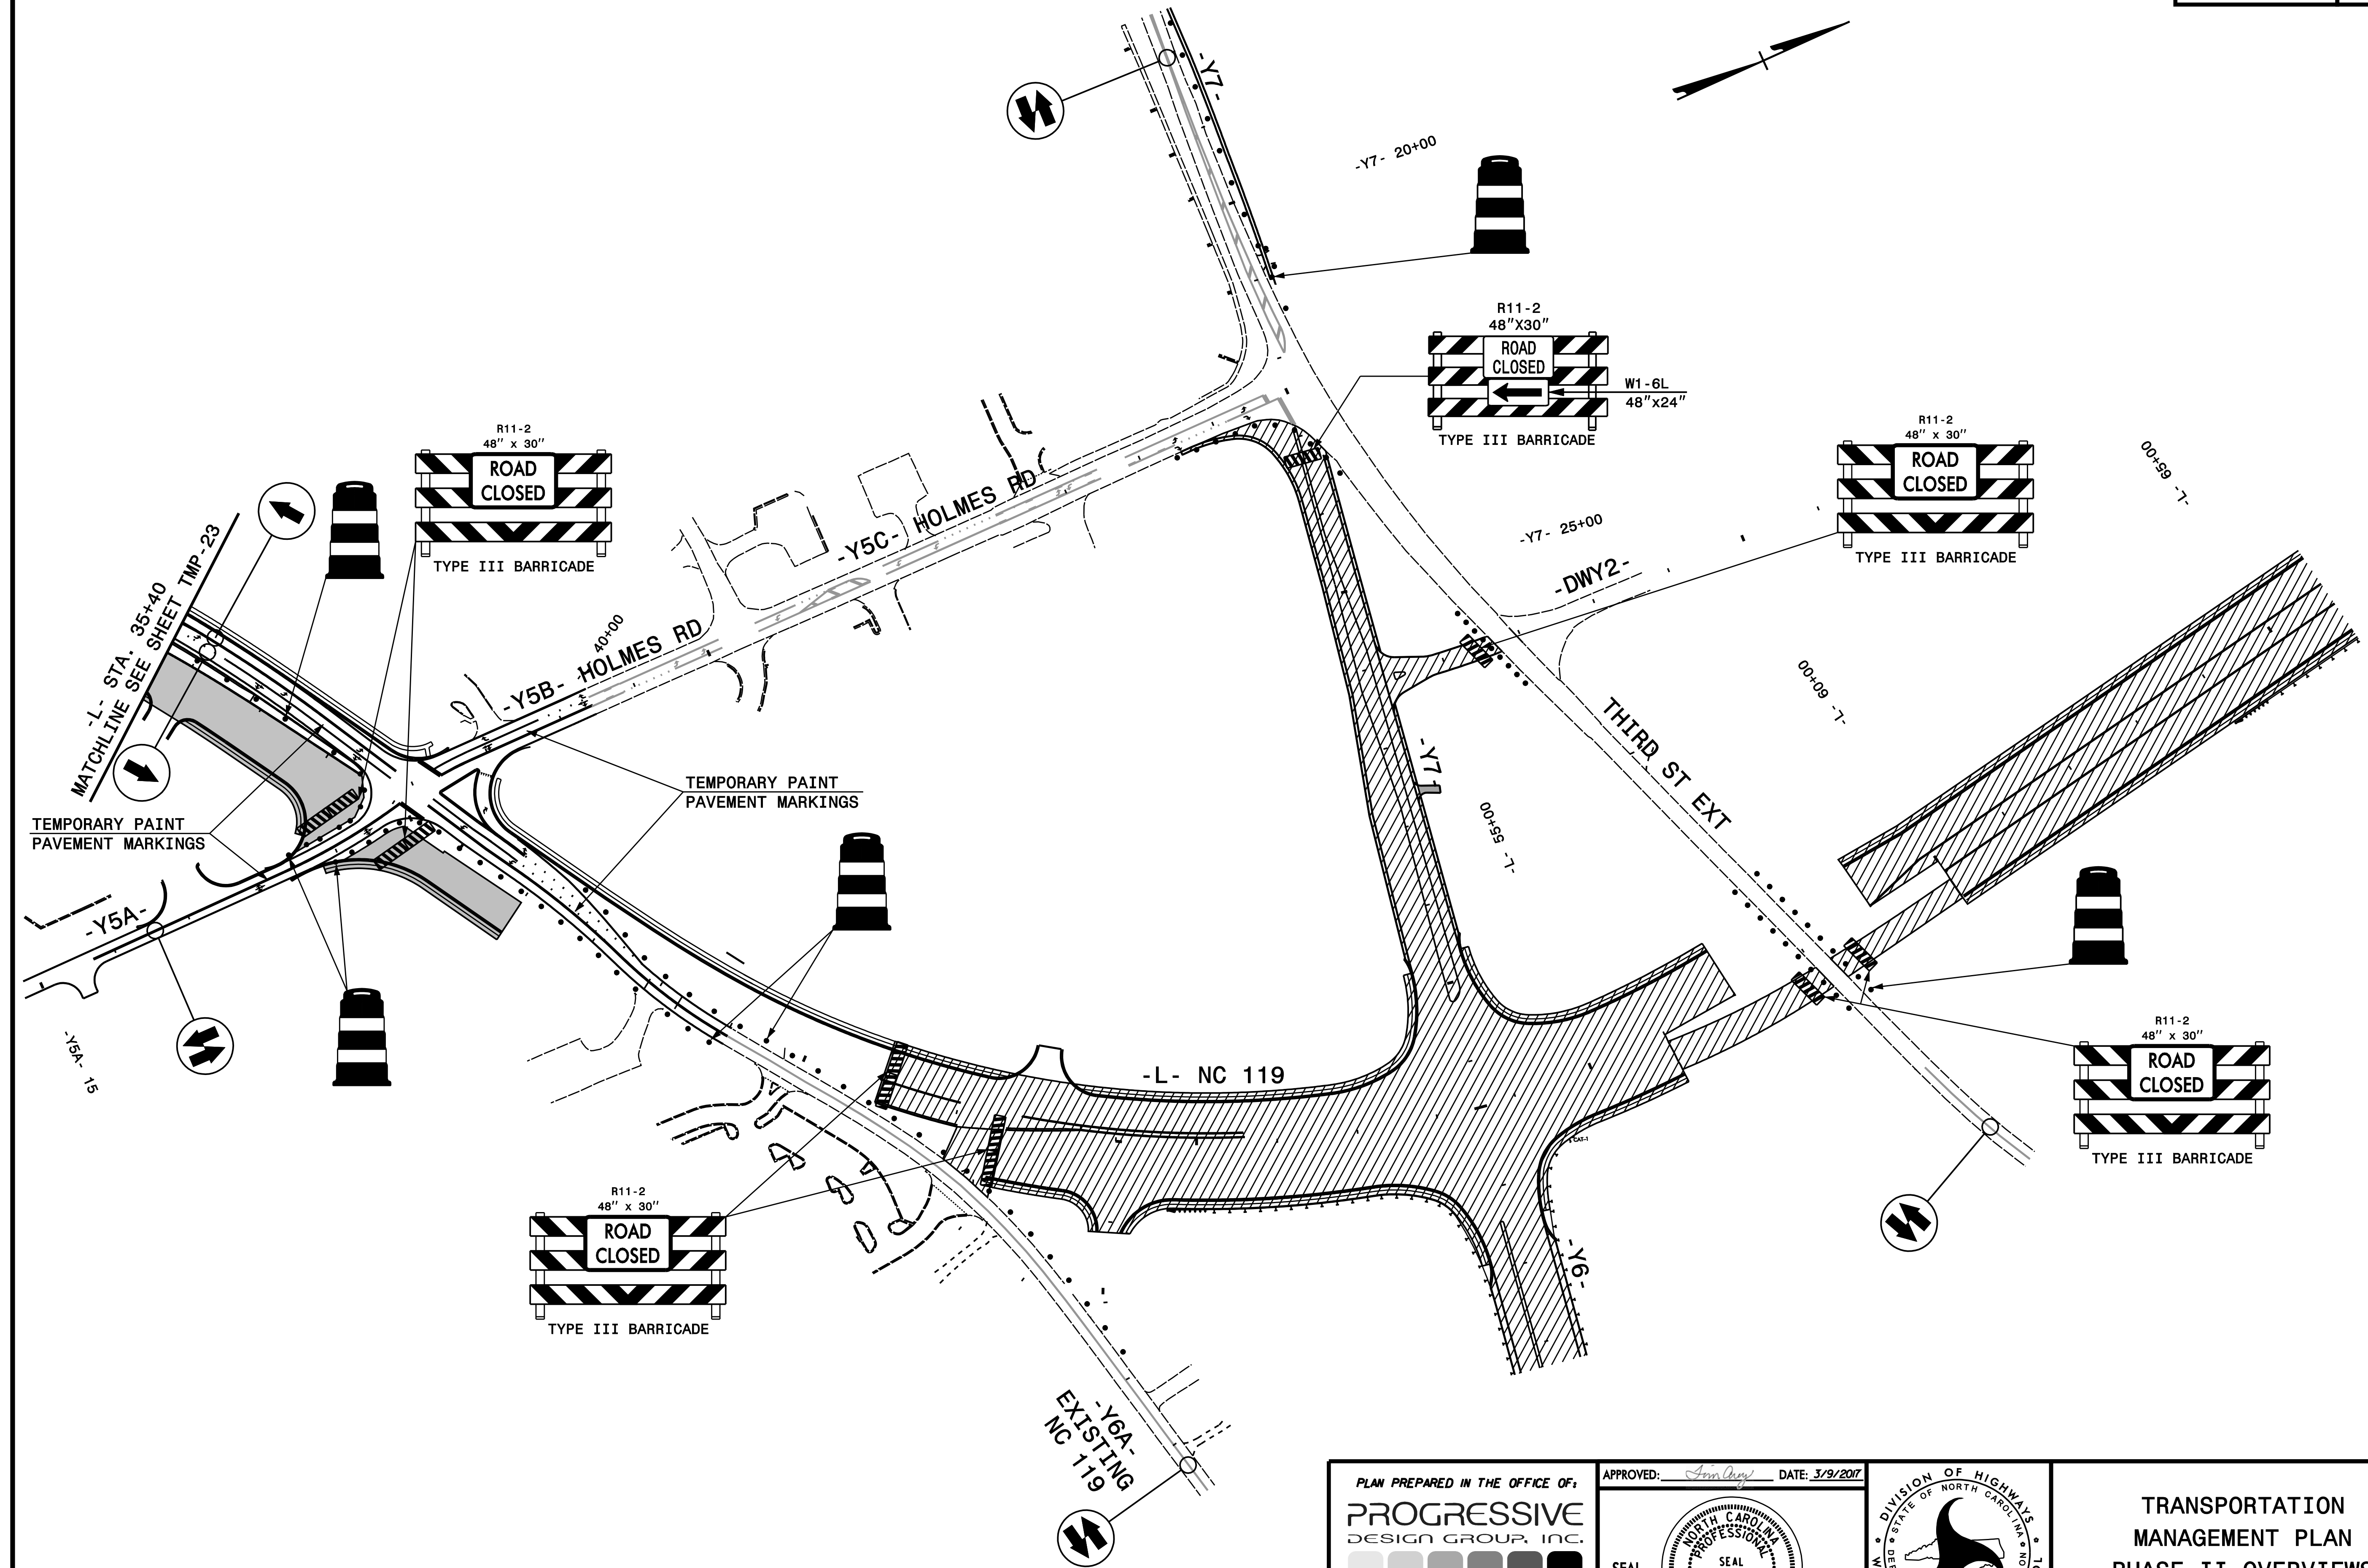 -Y7-
-Y7- 20+00
R11-2
48"X30"
ROAD
CLOSED
W1-6L
48"x24"
TYPE III BARRICADE
R11-2
48" x 30"
ROAD
CLOSED
TYPE III BARRICADE
R11-2
48" x 30"
ROAD
CLOSED
TYPE III BARRICADE
-L- 65+00
-Y5C- HOLMES RD
-Y7- 25+00
-DWY2-
-L- STA. 35+40
MATCHLINE SEE SHEET TMP-23
40+00
-Y5B- HOLMES RD
-L- 60+00
THIRD ST EXT
-Y7-
TEMPORARY PAINT
PAVEMENT MARKINGS
TEMPORARY PAINT
PAVEMENT MARKINGS
-L- 55+00
-Y5A-
-Y5A- 15
-L- NC 119
R11-2
48" x 30"
ROAD
CLOSED
TYPE III BARRICADE
CAT-1
R11-2
48" x 30"
ROAD
CLOSED
TYPE III BARRICADE
-Y6-
-Y6A-
EXISTING
NC 119
PLAN PREPARED IN THE OFFICE OF:
PROGRESSIVE
DESIGN GROUP, INC.
APPROVED: DATE: 3/9/2017
NORTH CAROLINA
PROFESSIONAL
SEAL
SEAL
DIVISION OF HIGHWAYS
STATE OF NORTH CAROLINA
TRANSPORTATION
MANAGEMENT PLAN
PHASE II OVERVIEWS